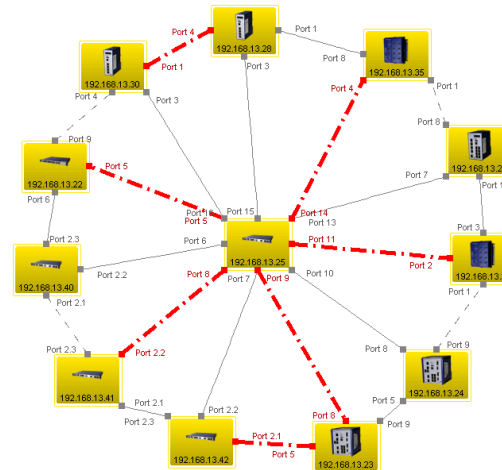 Port 4
Port 1
192.168.13.28
Port 3
Port 8
192.168.13.35
Port 1
192.168.13.30
Port 4
Port 3
Port 4
Port 1
Port 8
Port 9
192.168.13.22
Port 5
Port 6
Port 7
Port 5
Port 15
Port 14
Port 13
192.168.13.25
Port 6
Port 11
Port 8
Port 7
Port 9
Port 10
Port 3
Port 2
Port 1
2.3
192.168.13.40
Port 2.2
Port 2.1
Port 2.3
192.168.13.41
Port 2.2
Port 2.1
Port 2.3
Port 2.2
192.168.13.42
Port 2.1
Port 5
Port 8
192.168.13.23
Port 9
Port 5
Port 8
Port 9
192.168.13.24